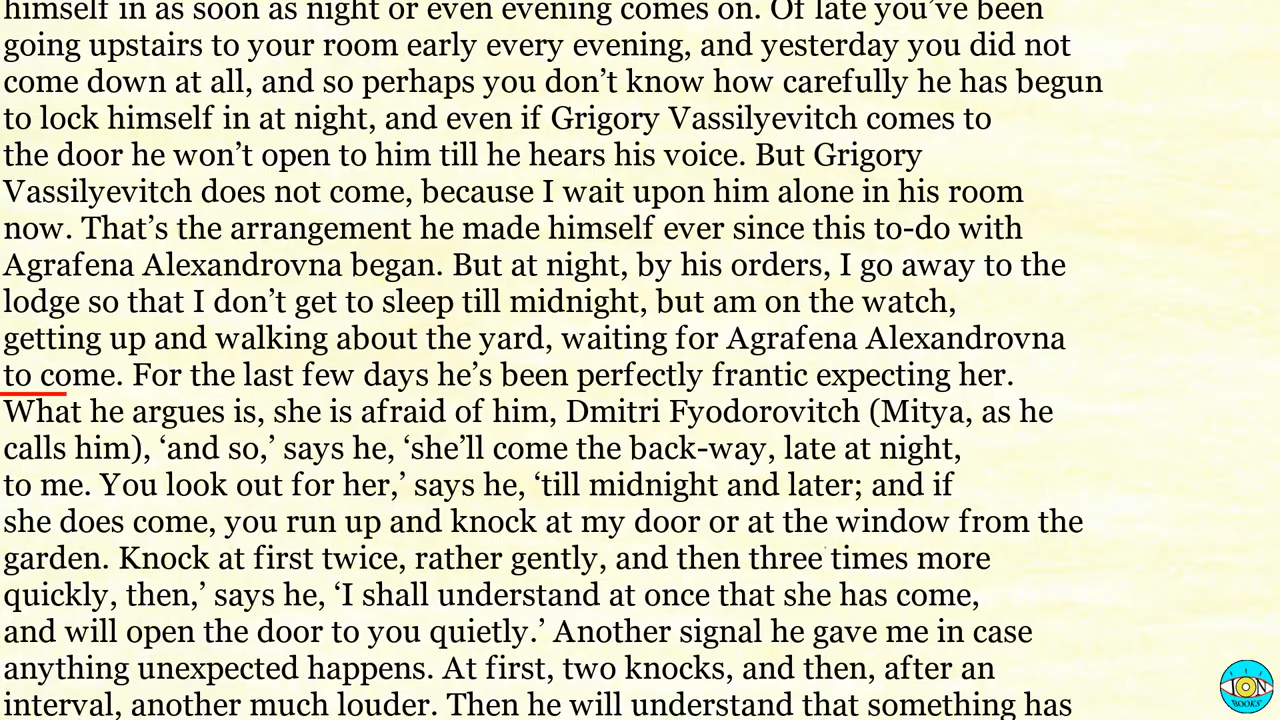 himself in as soon as night or even evening comes on. Of late you’ve been
going upstairs to your room early every evening, and yesterday you did not
come down at all, and so perhaps you don’t know how carefully he has begun
to lock himself in at night, and even if Grigory Vassilyevitch comes to
the door he won’t open to him till he hears his voice. But Grigory
Vassilyevitch does not come, because I wait upon him alone in his room
now. That’s the arrangement he made himself ever since this to-do with
Agrafena Alexandrovna began. But at night, by his orders, I go away to the
lodge so that I don’t get to sleep till midnight, but am on the watch,
getting up and walking about the yard, waiting for Agrafena Alexandrovna
to come. For the last few days he’s been perfectly frantic expecting her.
What he argues is, she is afraid of him, Dmitri Fyodorovitch (Mitya, as he
calls him), ‘and so,’ says he, ‘she’ll come the back-way, late at night,
to me. You look out for her,’ says he, ‘till midnight and later; and if
she does come, you run up and knock at my door or at the window from the
garden. Knock at first twice, rather gently, and then three times more
quickly, then,’ says he, ‘I shall understand at once that she has come,
and will open the door to you quietly.’ Another signal he gave me in case
anything unexpected happens. At first, two knocks, and then, after an
interval, another much louder. Then he will understand that something has
ION
BOOKS